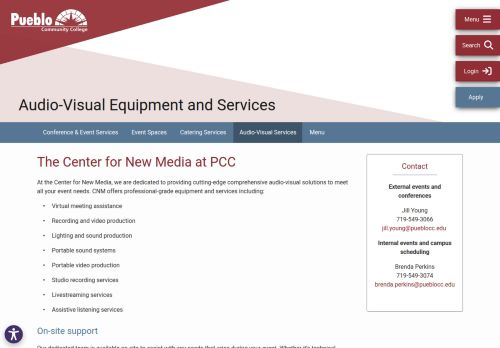 Pueblo
Community College
Menu
Search
Login
Apply
Audio-Visual Equipment and Services
Conference & Event Services
Event Spaces
Catering Services
Audio-Visual Services
Menu
The Center for New Media at PCC
At the Center for New Media, we are dedicated to providing cutting-edge comprehensive audio-visual solutions to meet
all your event needs. CNM offers professional-grade equipment and services including:
• Virtual meeting assistance
• Recording and video production
• Lighting and sound production
• Portable sound systems
• Portable video production
• Studio recording services
• Livestreaming services
• Assistive listening services
On-site support
Our dedicated team is available on-site to assist with any needs that arise during your event. Whether it's technical
Contact
External events and
conferences
Jill Young
719-549-3066
jill.young@pueblocc.edu
Internal events and campus
scheduling
Brenda Perkins
719-549-3074
brenda.perkins@pueblocc.edu